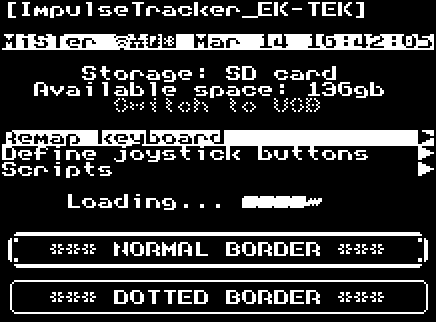 [ImpulseTracker_EK-TEK]
MiSTer Mar 14 16:42:05
Storage: SD card
Available space: 136gb
Switch to USB
Remap keyboard
Define joystick buttons
Scripts
Loading...
*** NORMAL BORDER ***
*** DOTTED BORDER ***